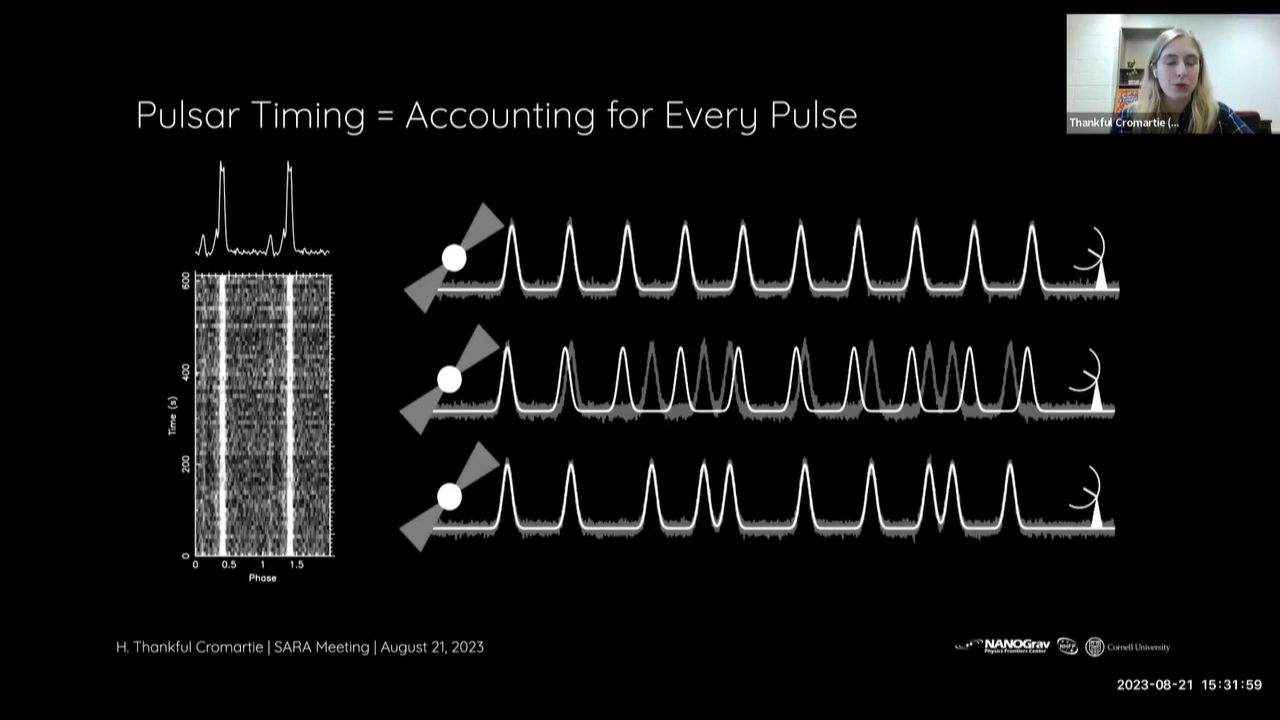 Pulsar Timing = Accounting for Every Pulse
Thankful Cromartie (...
600
400
200
0
Time (s)
0 0.5 1 1.5
Phase
H. Thankful Cromartie | SARA Meeting | August 21, 2023
NANOGrav
Physics Frontiers Center
Cornell University
2023-08-21 15:31:59